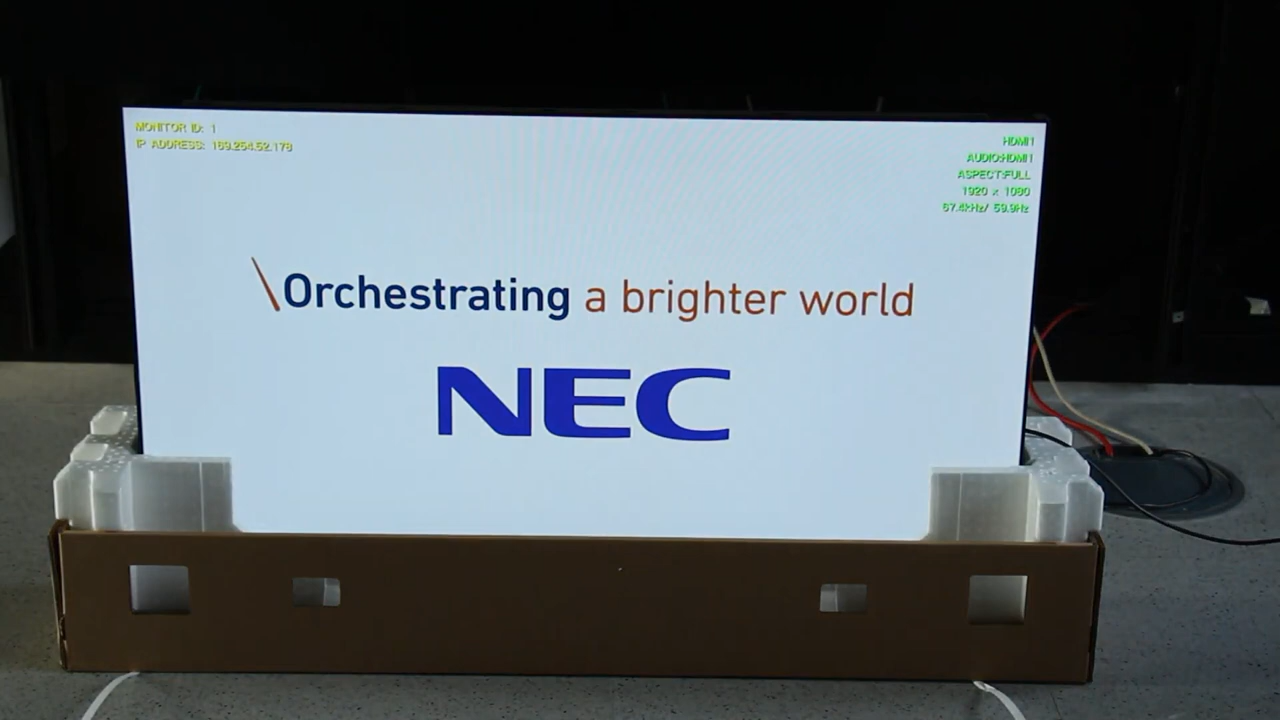 MONITOR ID: 1
IP ADDRESS: 169.254.52.178
HDMI1
AUDIO:HDMI1
ASPECT:FULL
1920 x 1080
67.4kHz/ 59.9Hz
\Orchestrating a brighter world
NEC